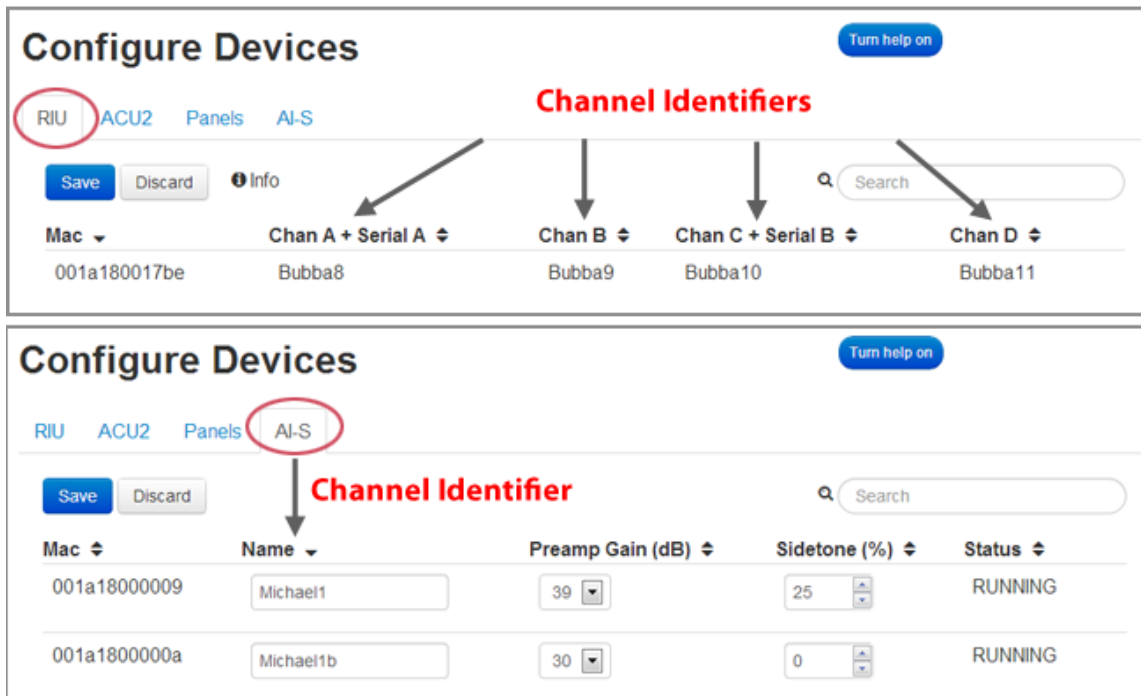 Configure Devices
Turn help on
Channel Identifiers
RIU ACU2 Panels AI-S
Save Discard Info Search
Mac Chan A + Serial A Chan B Chan C + Serial B Chan D
001a180017be Bubba8 Bubba9 Bubba10 Bubba11
Configure Devices
Turn help on
RIU ACU2 Panels AI-S
Save Discard Channel Identifier Search
Mac Name Preamp Gain (dB) Sidetone (%) Status
001a18000009 Michael1 39 25 RUNNING
001a1800000a Michael1b 30 0 RUNNING